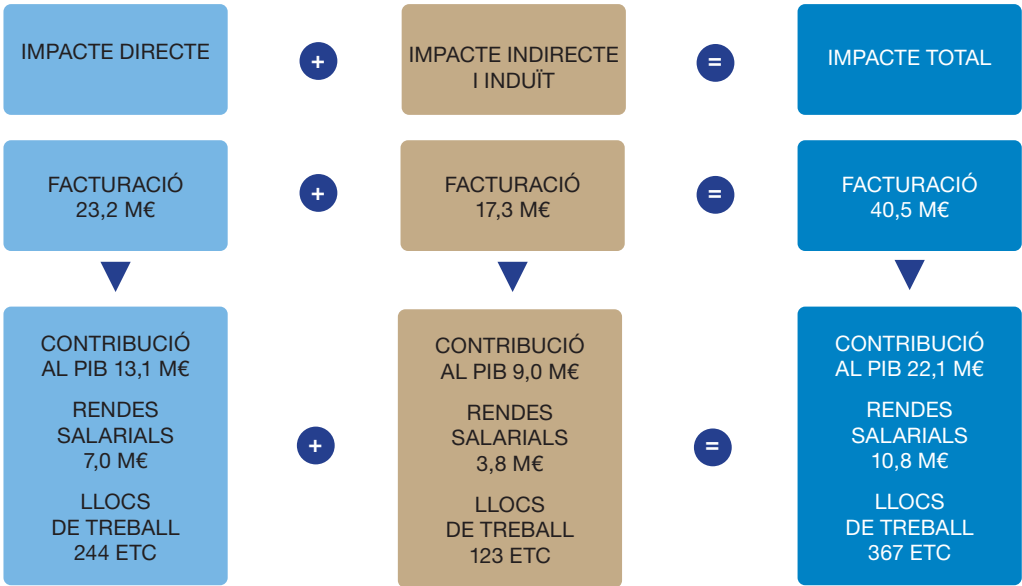 IMPACTE DIRECTE
+
IMPACTE INDIRECTE
I INDUÏT
=
IMPACTE TOTAL
FACTURACIÓ
23,2 M€
+
FACTURACIÓ
17,3 M€
=
FACTURACIÓ
40,5 M€
CONTRIBUCIÓ
AL PIB 13,1 M€
RENDES
SALARIALS
7,0 M€
LLOCS
DE TREBALL
244 ETC
+
CONTRIBUCIÓ
AL PIB 9,0 M€
RENDES
SALARIALS
3,8 M€
LLOCS
DE TREBALL
123 ETC
=
CONTRIBUCIÓ
AL PIB 22,1 M€
RENDES
SALARIALS
10,8 M€
LLOCS
DE TREBALL
367 ETC